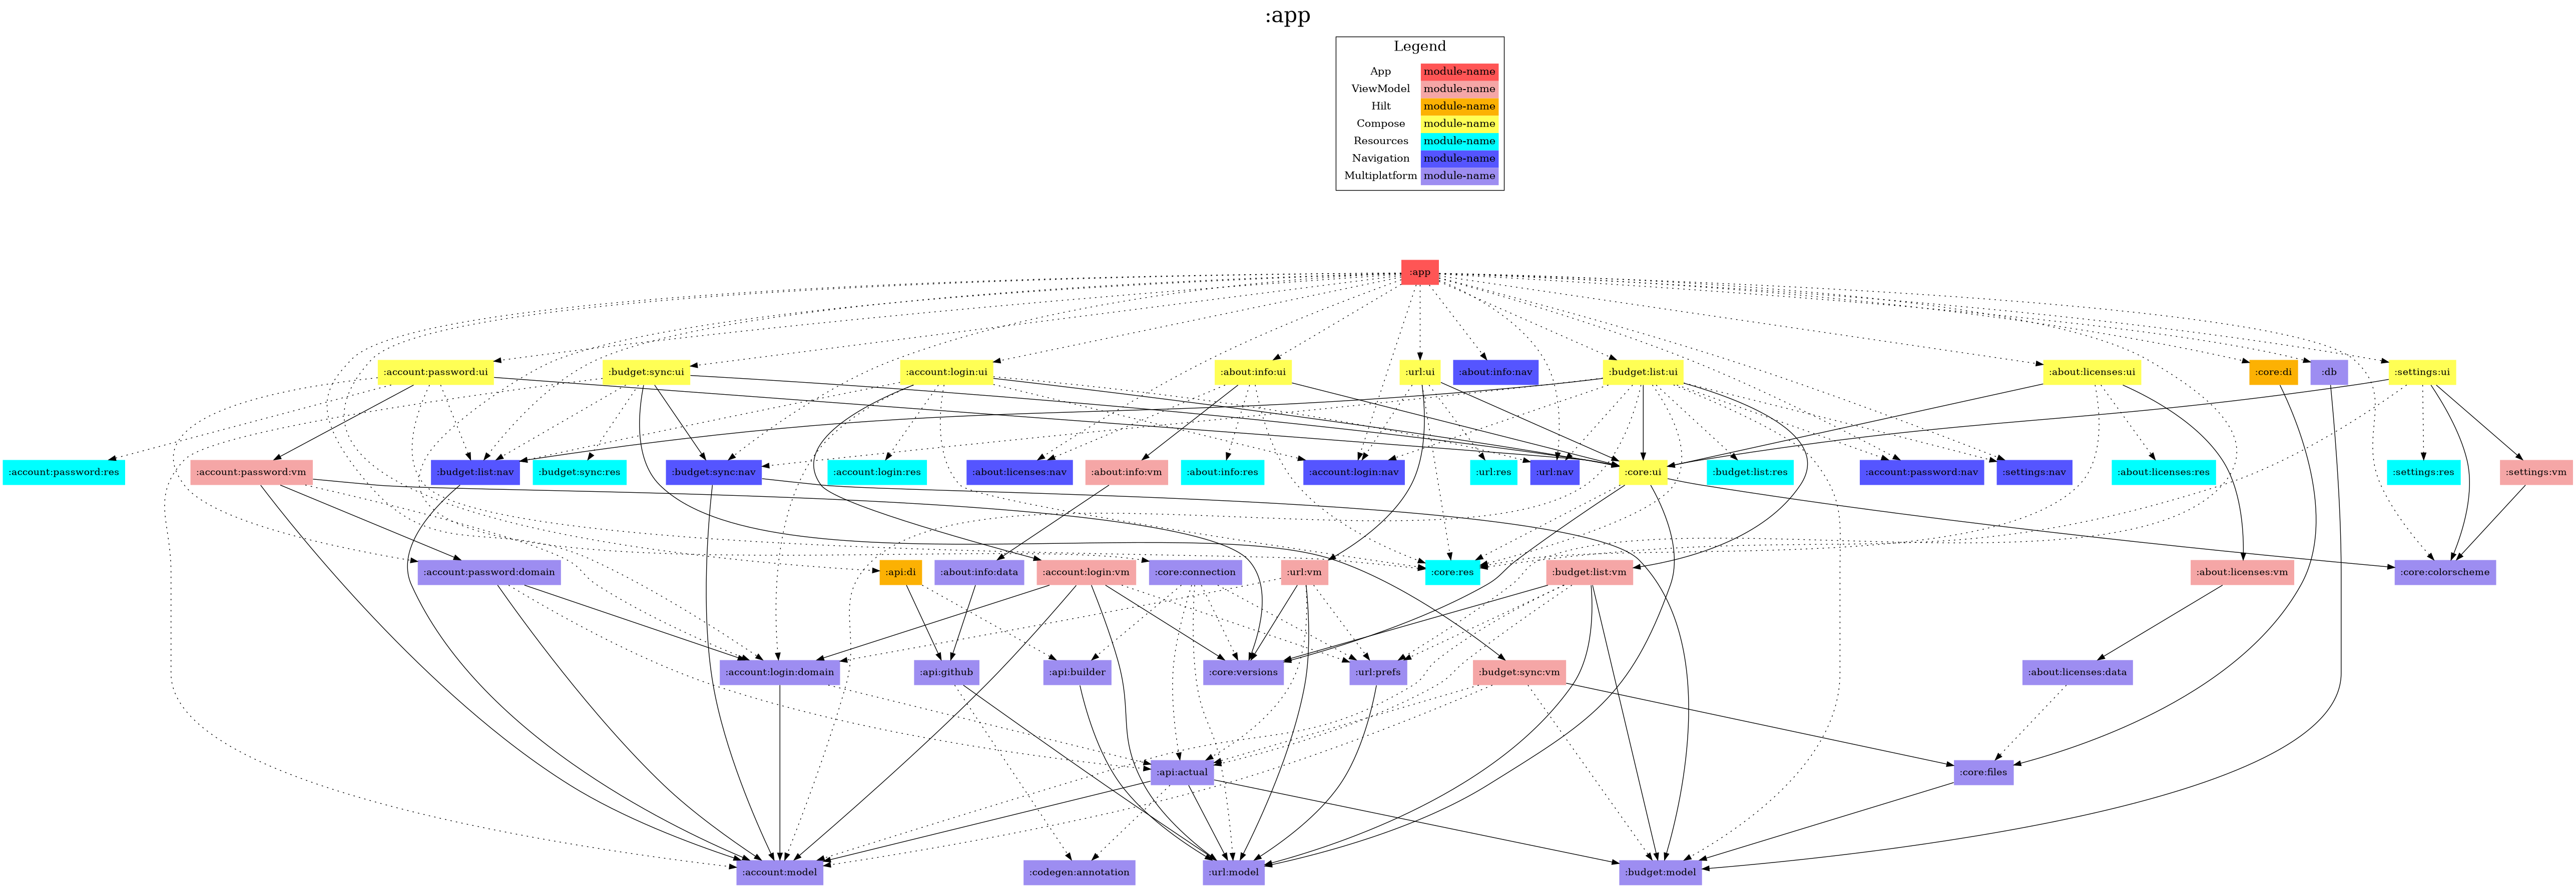 :app
Legend
App module-name
ViewModel module-name
Hilt module-name
Compose module-name
Resources module-name
Navigation module-name
Multiplatform module-name
:app
:account:password:ui :budget:sync:ui :account:login:ui :about:info:ui :url:ui :about:info:nav :budget:list:ui :about:licenses:ui :core:di :db :settings:ui
:account:password:res :account:password:vm :budget:list:nav :budget:sync:res :budget:sync:nav :account:login:res :about:licenses:nav :about:info:vm :about:info:res :account:login:nav :url:res :url:nav :core:ui :budget:list:res :account:password:nav :settings:nav :about:licenses:res :settings:res :settings:vm
:account:password:domain :api:di :about:info:data :account:login:vm :core:connection :url:vm :core:res :budget:list:vm :about:licenses:vm :core:colorscheme
:account:login:domain :api:github :api:builder :core:versions :url:prefs :budget:sync:vm :about:licenses:data
:api:actual :core:files
:account:model :codegen:annotation :url:model :budget:model